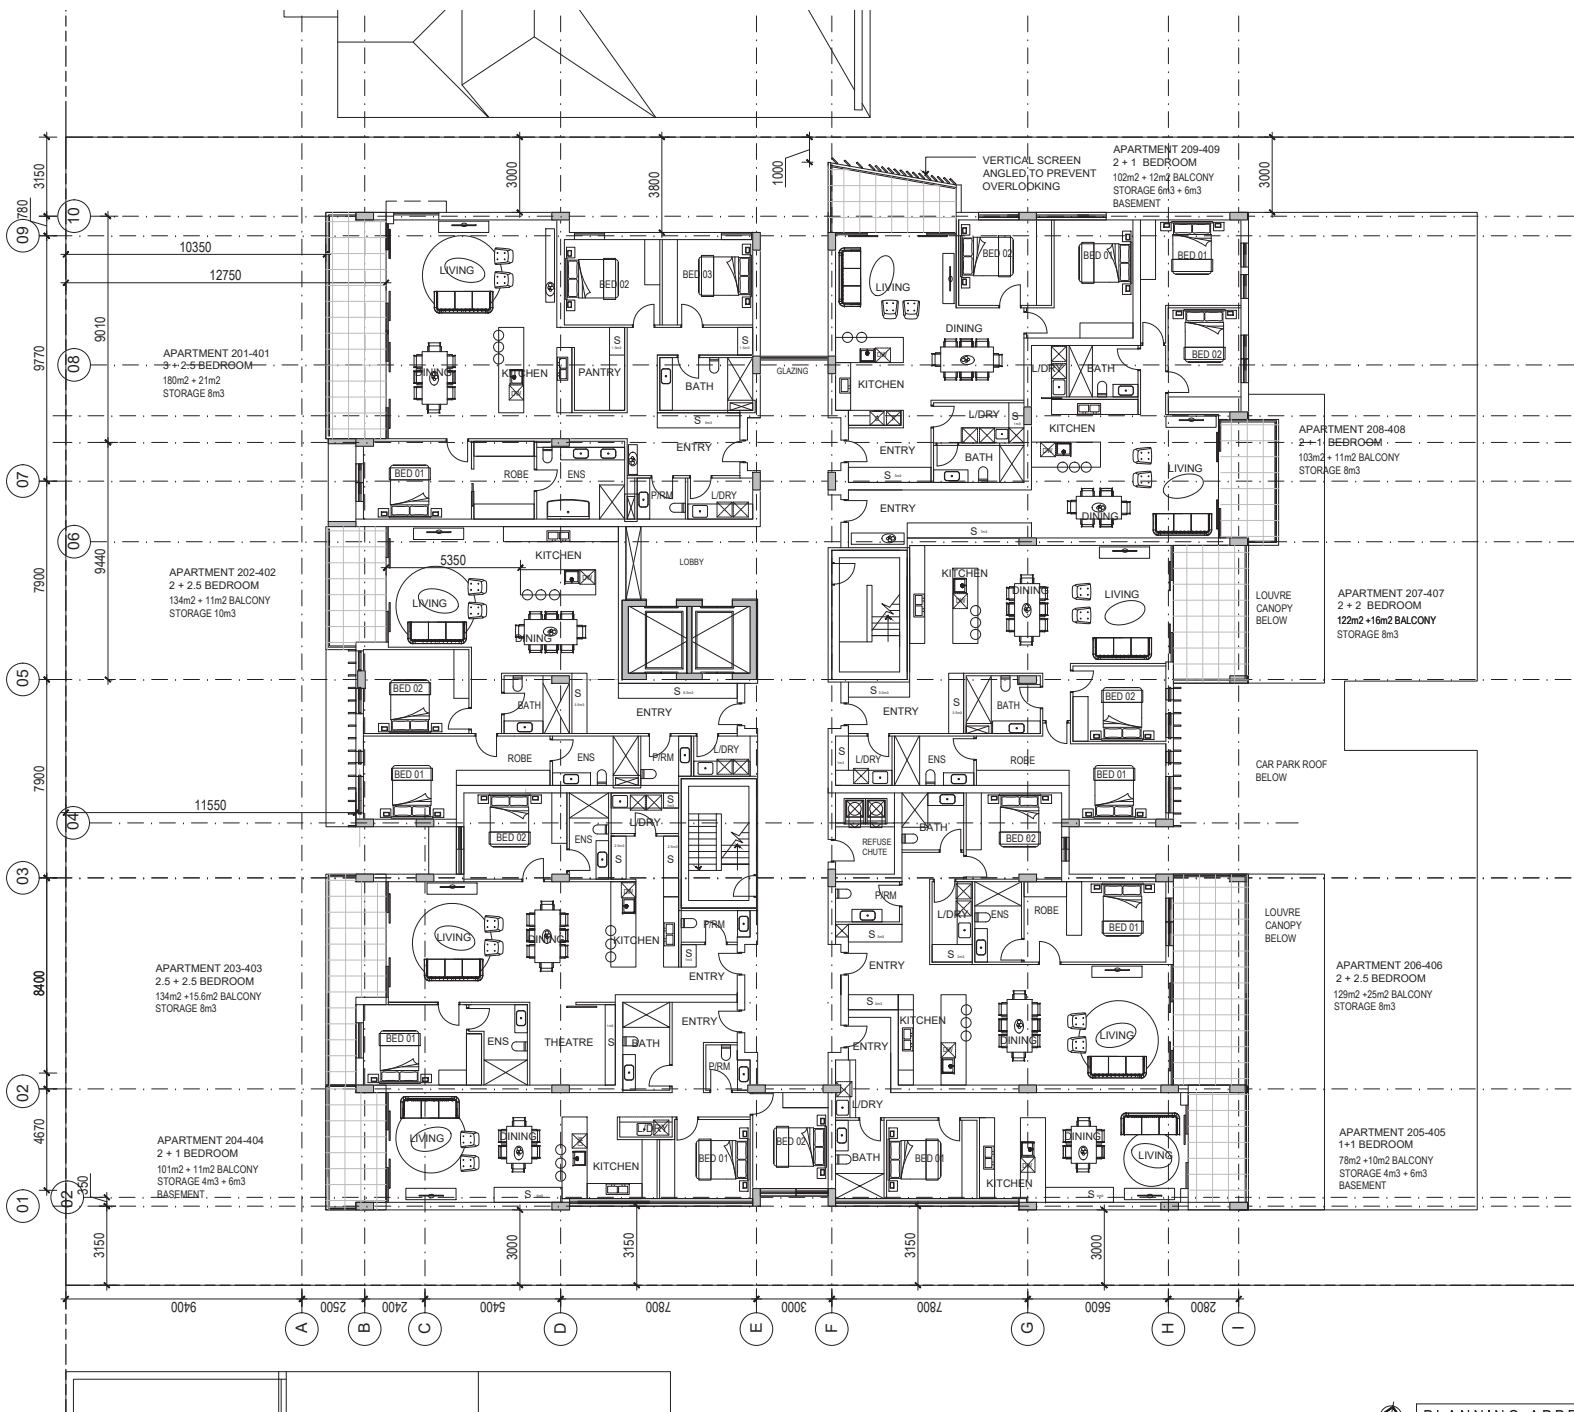 VERTICAL SCREEN
ANGLED TO PREVENT
OVERLOOKING
APARTMENT 209-409
2 + 1 BEDROOM
102m2 + 12m2 BALCONY
STORAGE 6m3 + 6m3
BASEMENT
3150
780
3000
3800
1000
3000
10
09
10350
12750
9010
9770
08
LIVING
BED 02
BED 03
LIVING
BED 02
BED 01
BED 01
BED 02
APARTMENT 201-401
3 + 2.5 BEDROOM
180m2 + 21m2
STORAGE 8m3
DINING
KITCHEN
PANTRY
S
S
BATH
GLAZING
DINING
KITCHEN
L/DRY
BATH
S
ENTRY
L/DRY
S
KITCHEN
ENTRY
BATH
S
LIVING
APARTMENT 208-408
2 + 1 BEDROOM
103m2 + 11m2 BALCONY
STORAGE 8m3
07
BED 01
ROBE
ENS
P/RM
L/DRY
ENTRY
DINING
S
06
7900
9440
KITCHEN
5350
LOBBY
APARTMENT 202-402
2 + 2.5 BEDROOM
134m2 + 11m2 BALCONY
STORAGE 10m3
LIVING
DINING
KITCHEN
DINING
LIVING
LOUVRE
CANOPY
BELOW
APARTMENT 207-407
2 + 2 BEDROOM
122m2 +16m2 BALCONY
STORAGE 8m3
05
BED 02
BATH
S
S
ENTRY
S
ENTRY
S
BATH
BED 02
7900
BED 01
ROBE
ENS
P/RM
L/DRY
S
L/DRY
ENS
ROBE
BED 01
CAR PARK ROOF
BELOW
11550
04
BED 02
ENS
L/DRY
S
S
S
REFUSE
CHUTE
BATH
BED 02
03
LIVING
DINING
KITCHEN
P/RM
S
ENTRY
P/RM
S
ENTRY
L/DRY
ENS
S
ROBE
BED 01
LOUVRE
CANOPY
BELOW
8400
APARTMENT 203-403
2.5 + 2.5 BEDROOM
134m2 +15.6m2 BALCONY
STORAGE 8m3
APARTMENT 206-406
2 + 2.5 BEDROOM
129m2 +25m2 BALCONY
STORAGE 8m3
BED 01
ENS
THEATRE
S
BATH
ENTRY
P/RM
S
ENTRY
KITCHEN
DINING
LIVING
02
4670
APARTMENT 204-404
2 + 1 BEDROOM
101m2 + 11m2 BALCONY
STORAGE 4m3 + 6m3
BASEMENT
LIVING
DINING
L/DRY
KITCHEN
BED 01
BED 02
L/DRY
BATH
BED 01
KITCHEN
DINING
LIVING
S
S
APARTMENT 205-405
1+1 BEDROOM
78m2 +10m2 BALCONY
STORAGE 4m3 + 6m3
BASEMENT
350
01
02
3150
3000
3150
3150
3000
9400
2500
2400
5400
7800
3000
7800
5600
2800
A
B
C
D
E
F
G
H
I